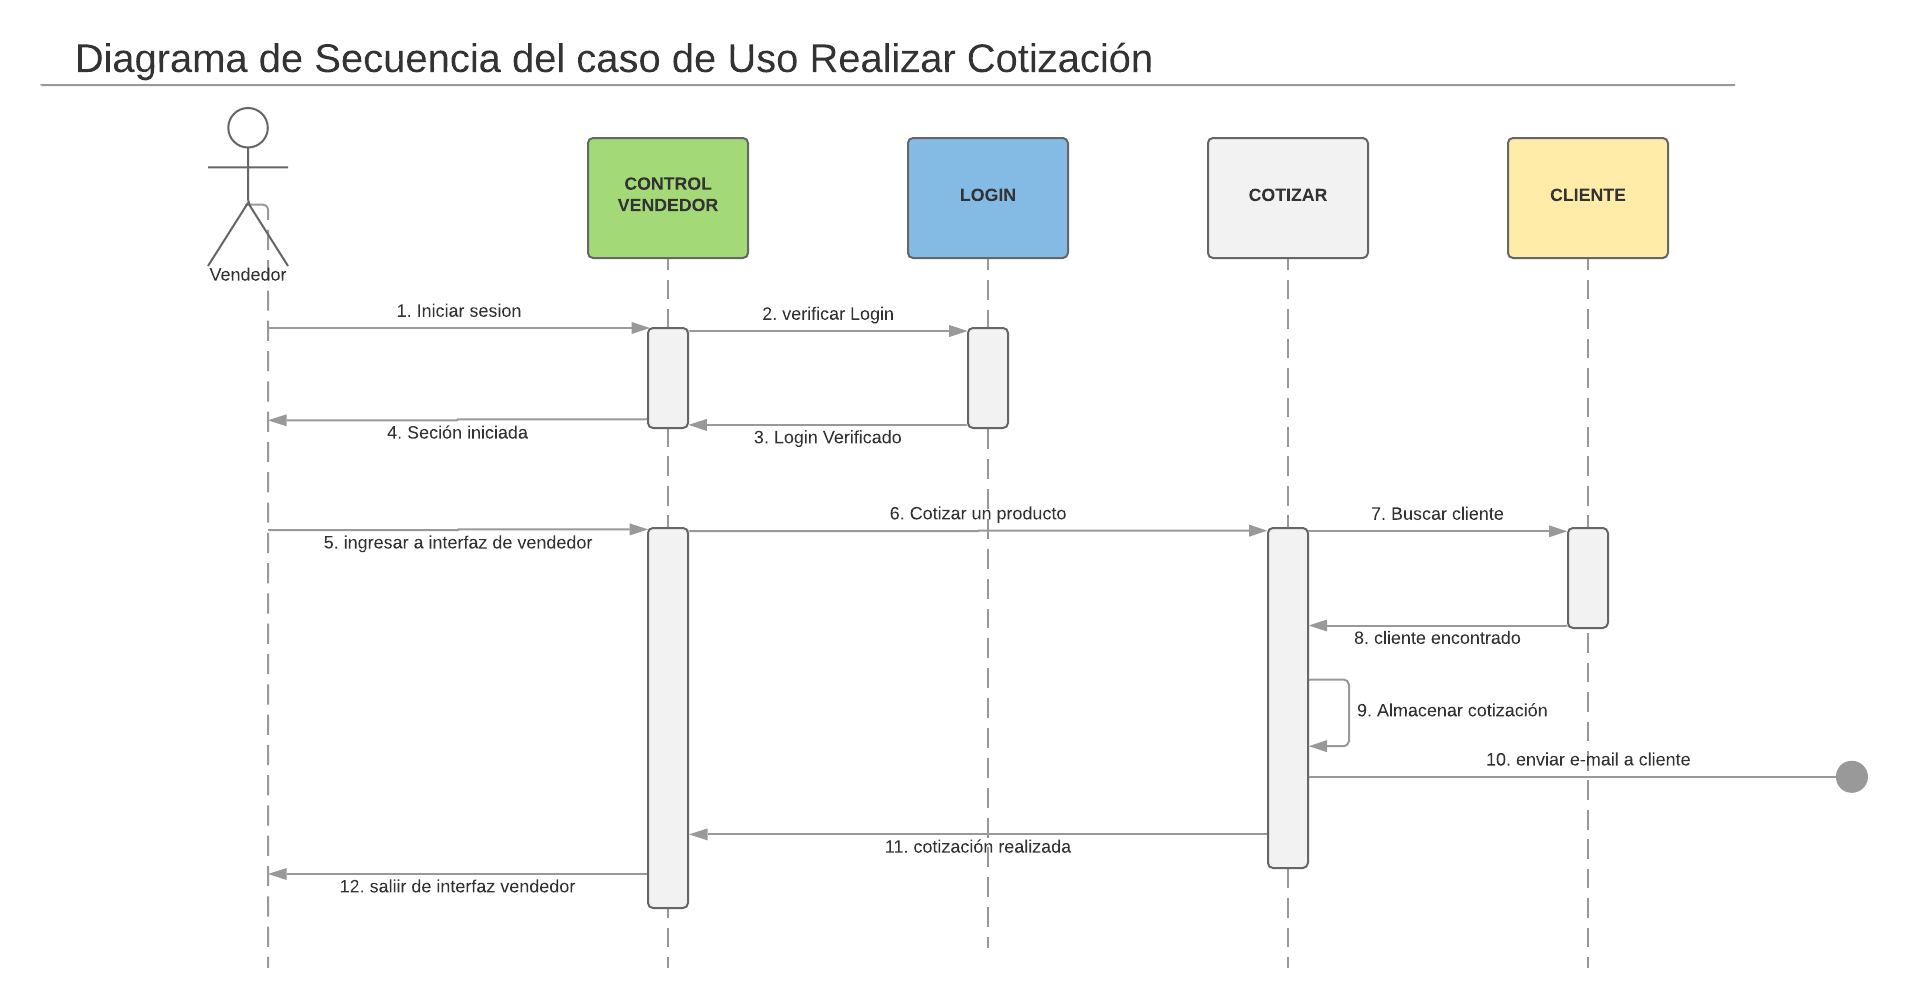 Diagrama de Secuencia del caso de Uso Realizar Cotización
CONTROL
VENDEDOR
LOGIN
COTIZAR
CLIENTE
Vendedor
1. Iniciar sesion
2. verificar Login
4. Seción iniciada
3. Login Verificado
6. Cotizar un producto
7. Buscar cliente
5. ingresar a interfaz de vendedor
8. cliente encontrado
9. Almacenar cotización
10. enviar e-mail a cliente
11. cotización realizada
12. saliir de interfaz vendedor